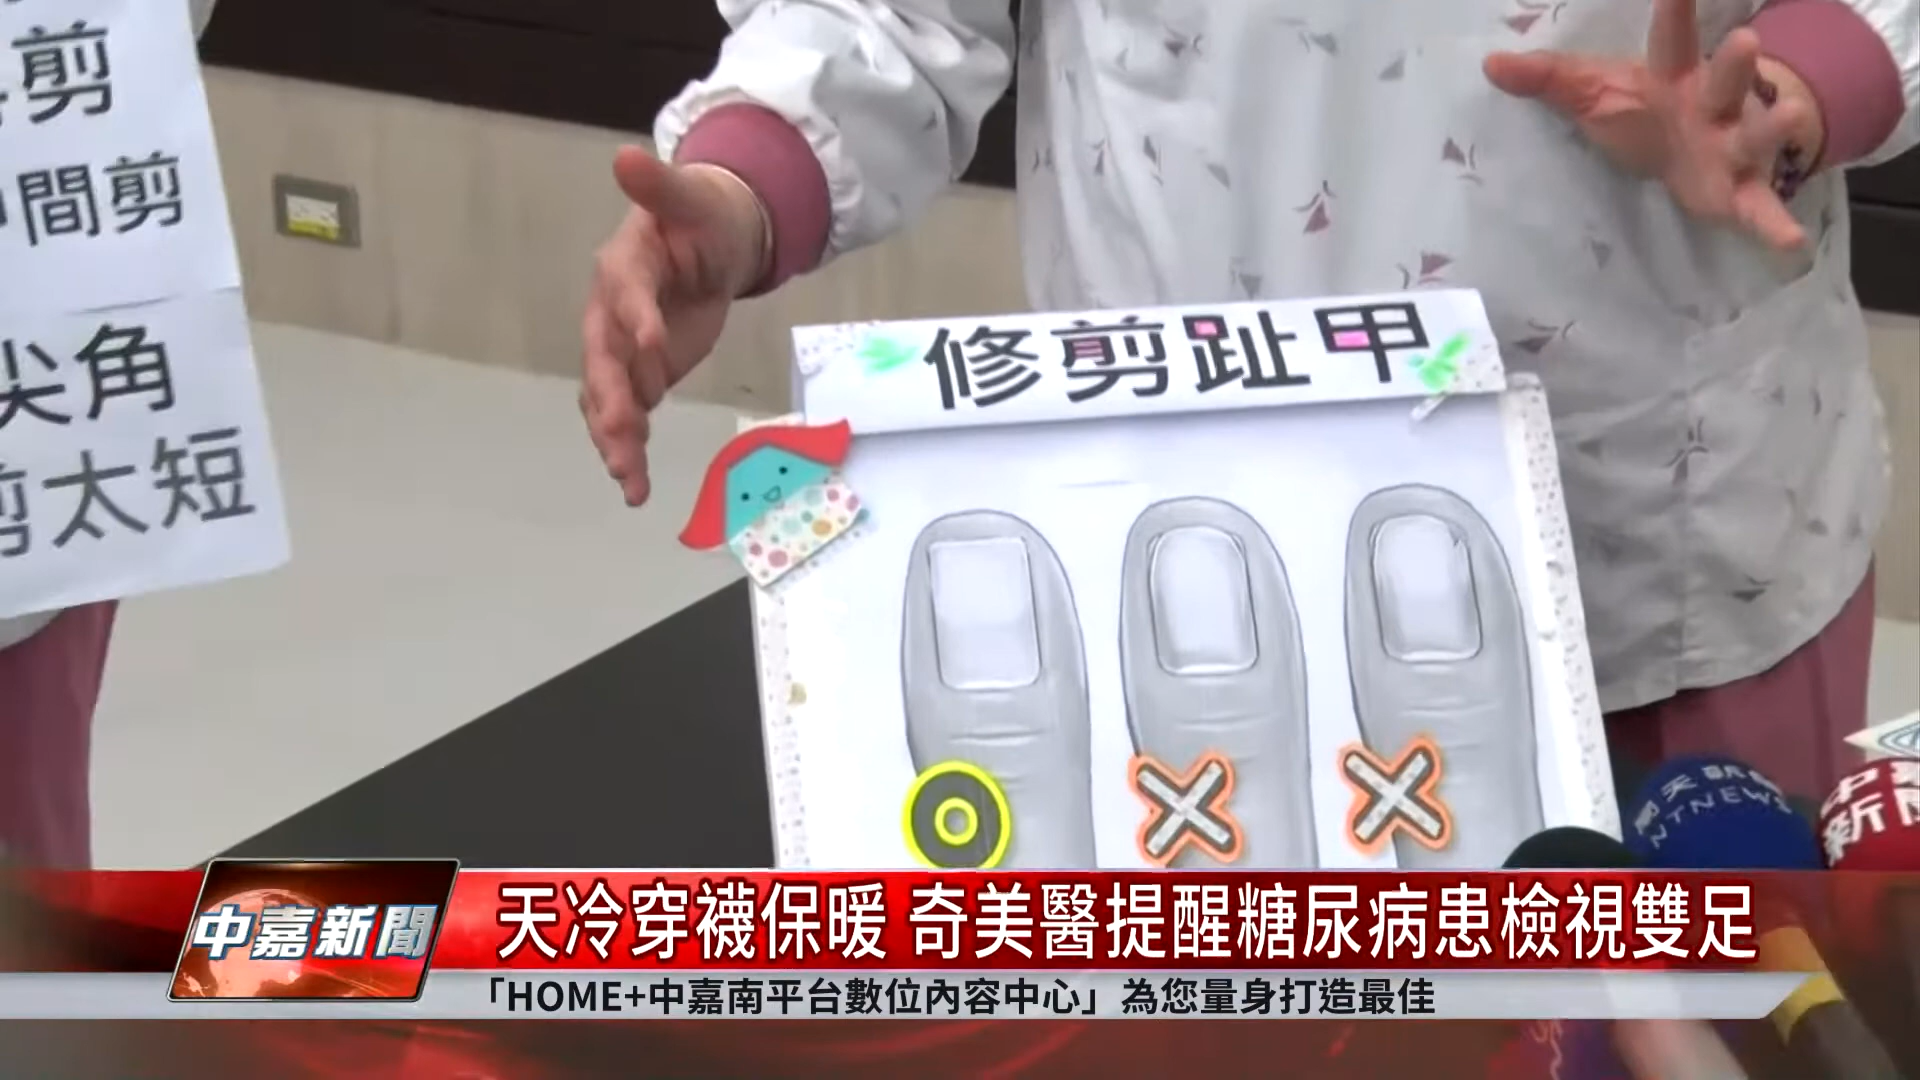 剪
間剪
尖角
剪太短
修剪趾甲
NTNEWS
中嘉新聞
天冷穿襪保暖 奇美醫提醒糖尿病患檢視雙足
「HOME+中嘉南平台數位內容中心」為您量身打造最佳